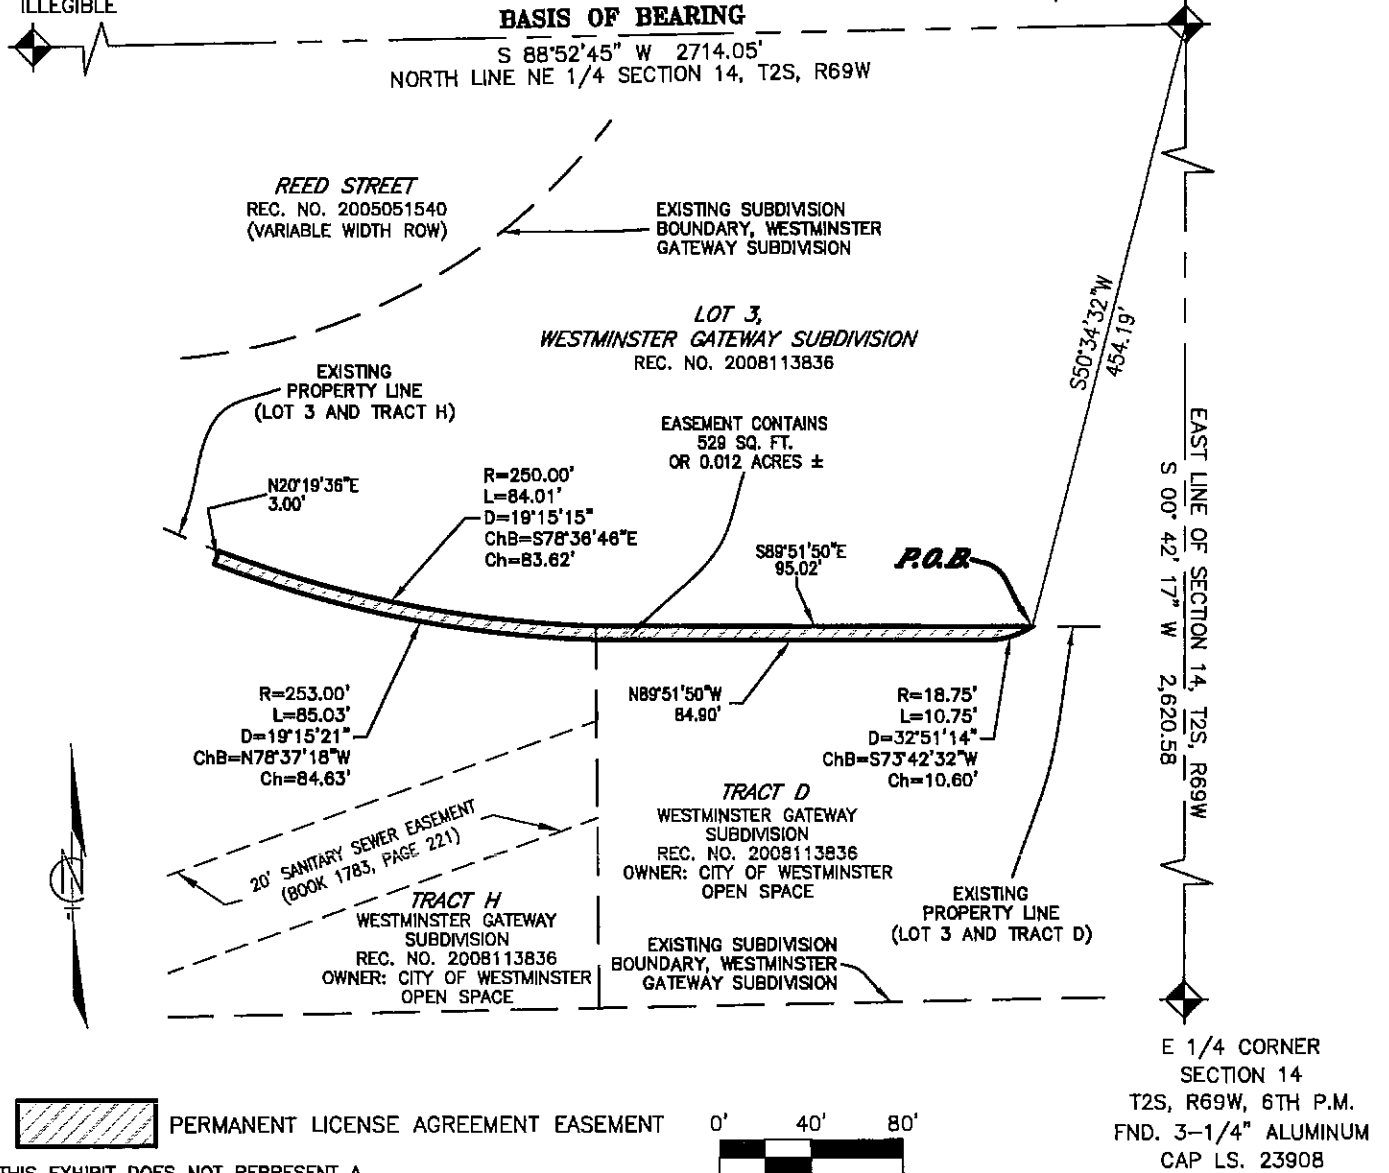 ILLEGIBLE
BASIS OF BEARING
S 88°52'45" W 2714.05'
NORTH LINE NE 1/4 SECTION 14, T2S, R69W
REED STREET
REC. NO. 2005051540
(VARIABLE WIDTH ROW)
EXISTING SUBDIVISION
BOUNDARY, WESTMINSTER
GATEWAY SUBDIVISION
LOT 3,
WESTMINSTER GATEWAY SUBDIVISION
REC. NO. 2008113836
S50°34'32"W
454.19'
EXISTING
PROPERTY LINE
(LOT 3 AND TRACT H)
EASEMENT CONTAINS
529 SQ. FT.
OR 0.012 ACRES ±
N20°19'36"E
3.00'
R=250.00'
L=84.01'
D=19°15'15"
ChB=S78°36'46"E
Ch=83.62'
S89°51'50"E
95.02'
P.O.B.
EAST LINE OF SECTION 14, T2S, R69W
S 00° 42' 17" W 2,620.58
R=253.00'
L=85.03'
D=19°15'21"
ChB=N78°37'18"W
Ch=84.63'
N89°51'50"W
84.90'
R=18.75'
L=10.75'
D=32°51'14"
ChB=S73°42'32"W
Ch=10.60'
20' SANITARY SEWER EASEMENT
(BOOK 1783, PAGE 221)
TRACT D
WESTMINSTER GATEWAY
SUBDIVISION
REC. NO. 2008113836
OWNER: CITY OF WESTMINSTER
OPEN SPACE
TRACT H
WESTMINSTER GATEWAY
SUBDIVISION
REC. NO. 2008113836
OWNER: CITY OF WESTMINSTER
OPEN SPACE
EXISTING SUBDIVISION
BOUNDARY, WESTMINSTER
GATEWAY SUBDIVISION
EXISTING
PROPERTY LINE
(LOT 3 AND TRACT D)
N
E 1/4 CORNER
SECTION 14
T2S, R69W, 6TH P.M.
FND. 3-1/4" ALUMINUM
CAP LS. 23908
PERMANENT LICENSE AGREEMENT EASEMENT
0' 40' 80'
THIS EXHIBIT DOES NOT REPRESENT A